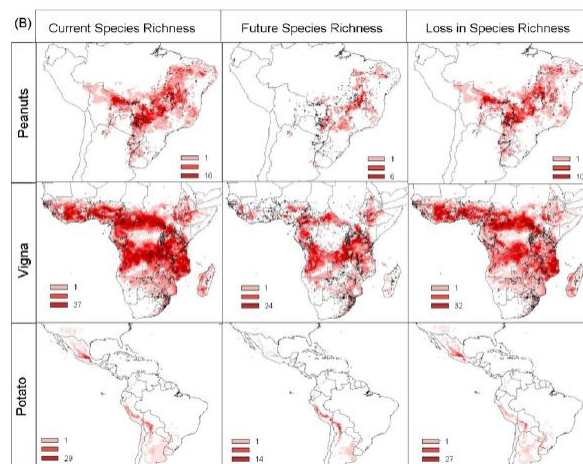 (B)
Current Species Richness
Future Species Richness
Loss in Species Richness
Peanuts
1
10
1
6
1
10
Vigna
1
37
1
24
1
32
Potato
1
29
1
14
1
27